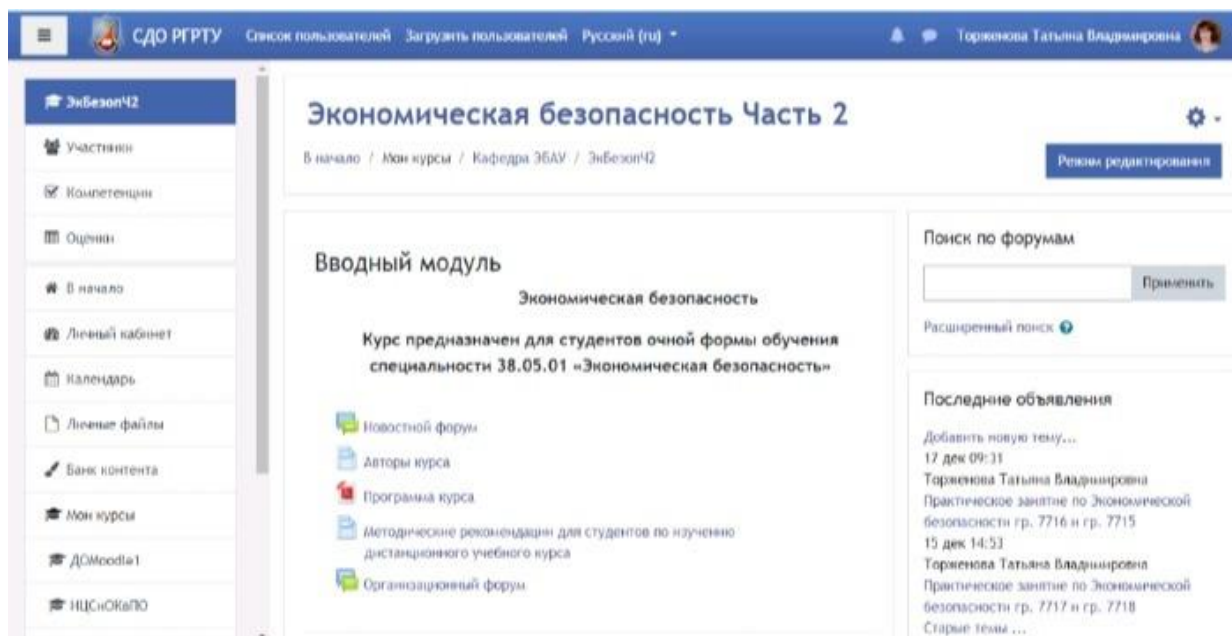 СДО РГРТУ Список пользователей Загрузить пользователей Русский (ru) Торженова Татьяна Владимировна
ЭкБезопЧ2
Участники
Компетенции
Оценки
В начало
Личный кабинет
Календарь
Личные файлы
Банк контента
Мои курсы
ДОMoodle1
НЦСиОКвПО
Экономическая безопасность Часть 2
В начало / Мои курсы / Кафедра ЭБАУ / ЭкБезопЧ2
Режим редактирования
Вводный модуль
Экономическая безопасность
Курс предназначен для студентов очной формы обучения
специальности 38.05.01 «Экономическая безопасность»
Новостной форум
Авторы курса
Программа курса
Методические рекомендации для студентов по изучению
дистанционного учебного курса
Организационный форум
Поиск по форумам
Применить
Расширенный поиск
Последние объявления
Добавить новую тему...
17 дек 09:31
Торженова Татьяна Владимировна
Практическое занятие по Экономической
безопасности гр. 7716 и гр. 7715
15 дек 14:53
Торженова Татьяна Владимировна
Практическое занятие по Экономической
безопасности гр. 7717 и гр. 7718
Старые темы ...